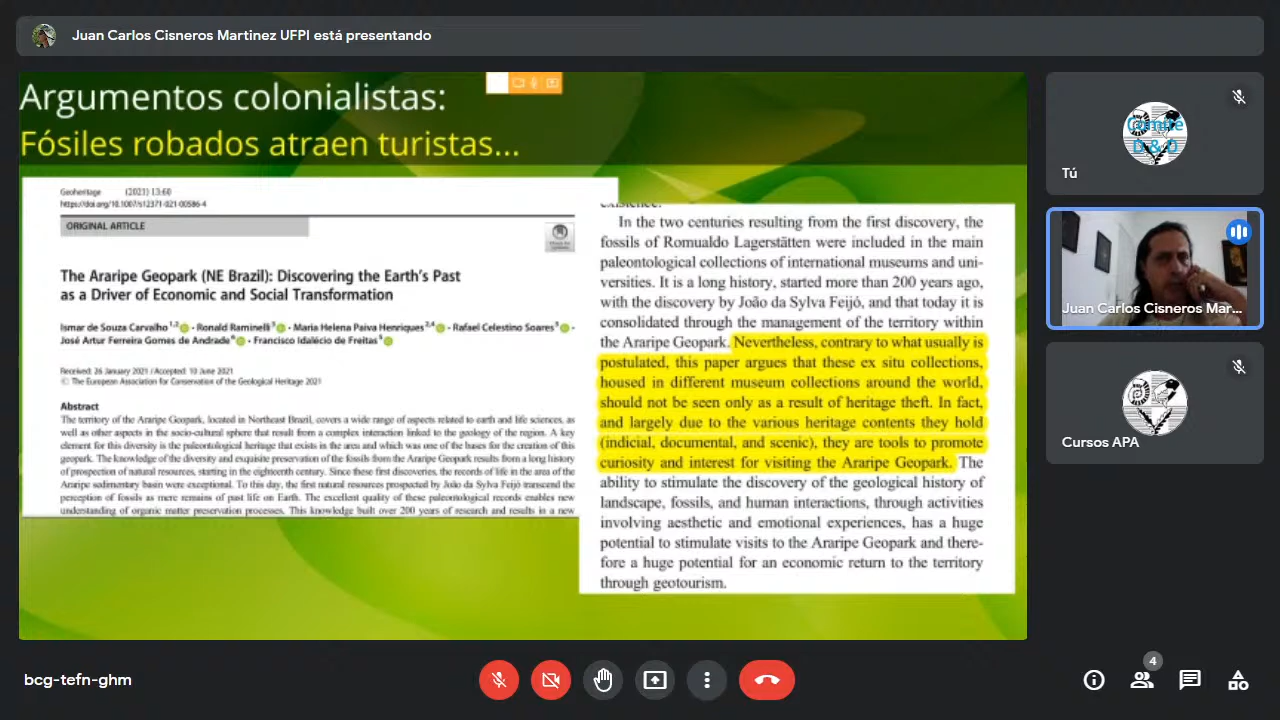 Juan Carlos Cisneros Martinez UFPI está presentando
Argumentos colonialistas:
Fósiles robados atraen turistas...
Geoheritage (2021) 13:60
https://doi.org/10.1007/s12371-021-00586-4
ORIGINAL ARTICLE
The Araripe Geopark (NE Brazil): Discovering the Earth's Past
as a Driver of Economic and Social Transformation
Ismar de Souza Carvalho 1,2 · Ronald Raminelli 3 · Maria Helena Paiva Henriques 2,4 · Rafael Celestino Soares 5 ·
José Artur Ferreira Gomes de Andrade 6 · Francisco Idalécio de Freitas 5
Received: 26 January 2021 / Accepted: 10 June 2021
© The European Association for Conservation of the Geological Heritage 2021
Abstract
The territory of the Araripe Geopark, located in Northeast Brazil, covers a wide range of aspects related to earth and life sciences, as
well as other aspects in the socio-cultural sphere that result from a complex interaction linked to the geology of the region. A key
element for this diversity is the paleontological heritage that exists in the area and which was one of the bases for the creation of this
geopark. The knowledge of the diversity and exquisite preservation of the fossils from the Araripe Geopark results from a long history
of prospection of natural resources, starting in the eighteenth century. Since these first discoveries, the records of life in the area of the
Araripe sedimentary basin were exceptional. To this day, the first natural resources prospected by João da Sylva Feijó transcend the
perception of fossils as mere remains of past life on Earth. The excellent quality of these paleontological records enables new
understanding of organic matter preservation processes. This knowledge built over 200 years of research and results in a new
existence.
In the two centuries resulting from the first discovery, the
fossils of Romualdo Lagerstätten were included in the main
paleontological collections of international museums and uni-
versities. It is a long history, started more than 200 years ago,
with the discovery by João da Sylva Feijó, and that today it is
consolidated through the management of the territory within
the Araripe Geopark. Nevertheless, contrary to what usually is
postulated, this paper argues that these ex situ collections,
housed in different museum collections around the world,
should not be seen only as a result of heritage theft. In fact,
and largely due to the various heritage contents they hold
(indicial, documental, and scenic), they are tools to promote
curiosity and interest for visiting the Araripe Geopark. The
ability to stimulate the discovery of the geological history of
landscape, fossils, and human interactions, through activities
involving aesthetic and emotional experiences, has a huge
potential to stimulate visits to the Araripe Geopark and there-
fore a huge potential for an economic return to the territory
through geotourism.
Comité
D & D
Tú
Juan Carlos Cisneros Mar...
Cursos APA
bcg-tefn-ghm
4